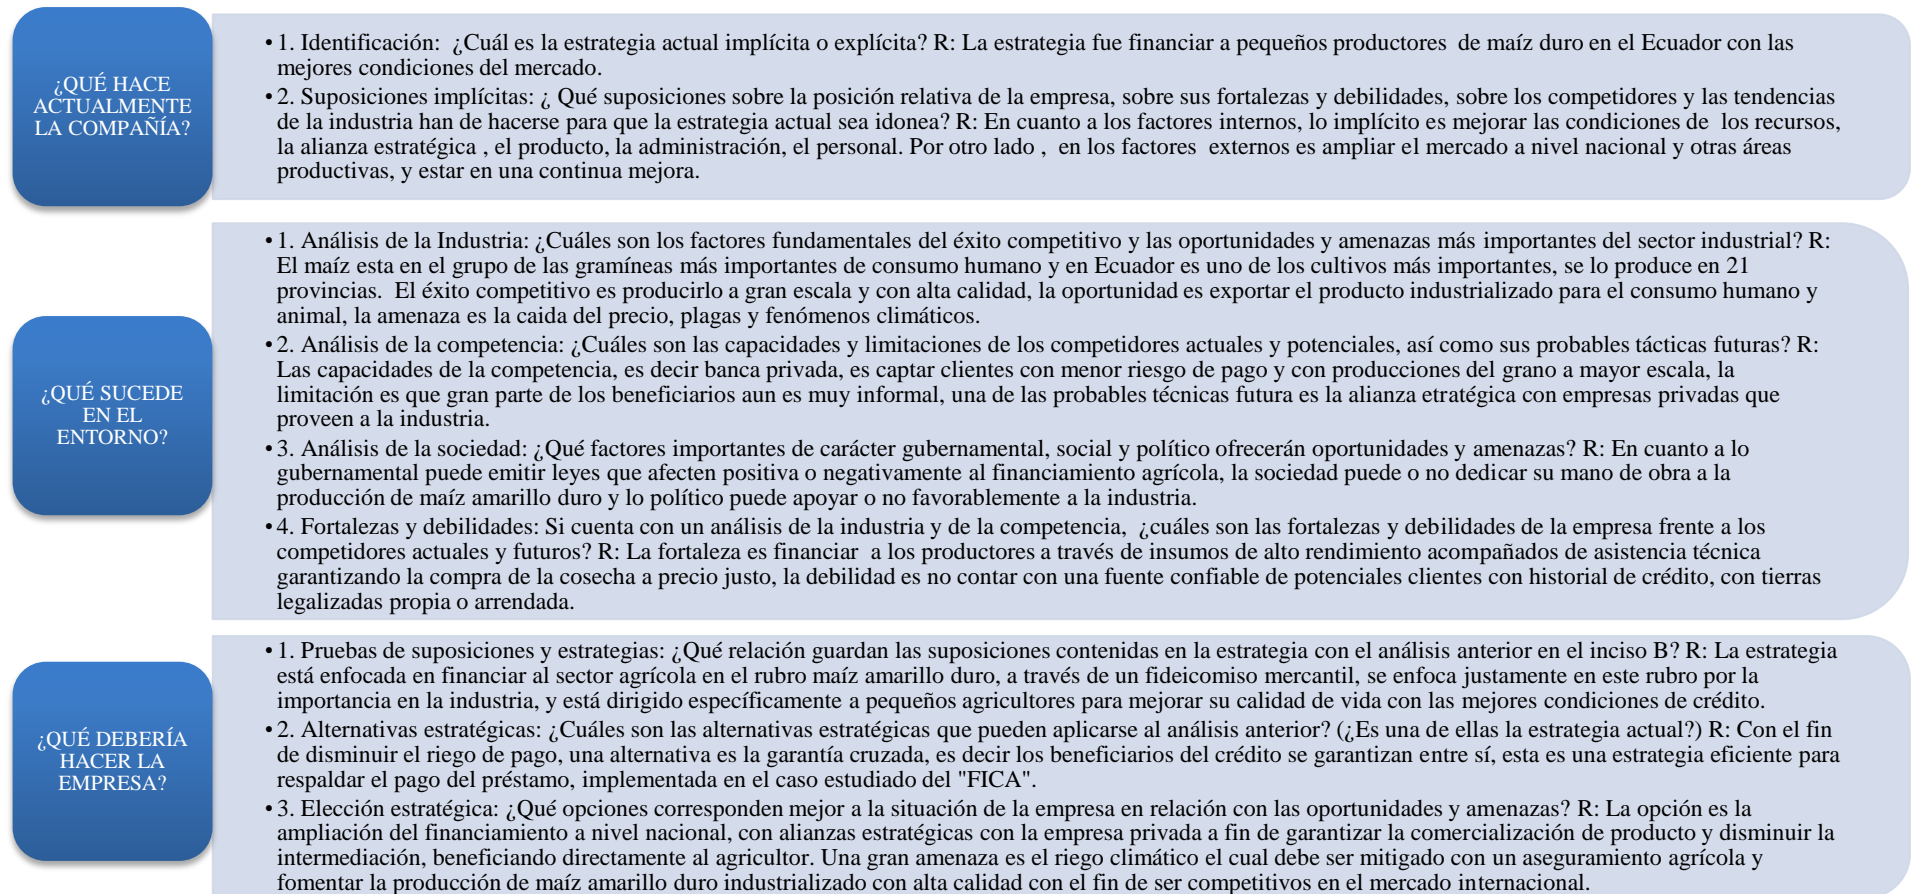 ¿QUÉ HACE
ACTUALMENTE
LA COMPAÑÍA?
• 1. Identificación:  ¿Cuál es la estrategia actual implícita o explícita? R: La estrategia fue financiar a pequeños productores  de maíz duro en el Ecuador con las
mejores condiciones del mercado.
• 2. Suposiciones implícitas: ¿ Qué suposiciones sobre la posición relativa de la empresa, sobre sus fortalezas y debilidades, sobre los competidores y las tendencias
de la industria han de hacerse para que la estrategia actual sea idonea? R: En cuanto a los factores internos, lo implícito es mejorar las condiciones de  los recursos,
la alianza estratégica , el producto, la administración, el personal. Por otro lado ,  en los factores  externos es ampliar el mercado a nivel nacional y otras áreas
productivas, y estar en una continua mejora.
¿QUÉ SUCEDE
EN EL
ENTORNO?
• 1. Análisis de la Industria: ¿Cuáles son los factores fundamentales del éxito competitivo y las oportunidades y amenazas más importantes del sector industrial? R:
El maíz esta en el grupo de las gramíneas más importantes de consumo humano y en Ecuador es uno de los cultivos más importantes, se lo produce en 21
provincias.  El éxito competitivo es producirlo a gran escala y con alta calidad, la oportunidad es exportar el producto industrializado para el consumo humano y
animal, la amenaza es la caida del precio, plagas y fenómenos climáticos.
• 2. Análisis de la competencia: ¿Cuáles son las capacidades y limitaciones de los competidores actuales y potenciales, así como sus probables tácticas futuras? R:
Las capacidades de la competencia, es decir banca privada, es captar clientes con menor riesgo de pago y con producciones del grano a mayor escala, la
limitación es que gran parte de los beneficiarios aun es muy informal, una de las probables técnicas futura es la alianza etratégica con empresas privadas que
proveen a la industria.
• 3. Análisis de la sociedad: ¿Qué factores importantes de carácter gubernamental, social y político ofrecerán oportunidades y amenazas? R: En cuanto a lo
gubernamental puede emitir leyes que afecten positiva o negativamente al financiamiento agrícola, la sociedad puede o no dedicar su mano de obra a la
producción de maíz amarillo duro y lo político puede apoyar o no favorablemente a la industria.
• 4. Fortalezas y debilidades: Si cuenta con un análisis de la industria y de la competencia,  ¿cuáles son las fortalezas y debilidades de la empresa frente a los
competidores actuales y futuros? R: La fortaleza es financiar  a los productores a través de insumos de alto rendimiento acompañados de asistencia técnica
garantizando la compra de la cosecha a precio justo, la debilidad es no contar con una fuente confiable de potenciales clientes con historial de crédito, con tierras
legalizadas propia o arrendada.
¿QUÉ DEBERÍA
HACER LA
EMPRESA?
• 1. Pruebas de suposiciones y estrategias: ¿Qué relación guardan las suposiciones contenidas en la estrategia con el análisis anterior en el inciso B? R: La estrategia
está enfocada en financiar al sector agrícola en el rubro maíz amarillo duro, a través de un fideicomiso mercantil, se enfoca justamente en este rubro por la
importancia en la industria, y está dirigido específicamente a pequeños agricultores para mejorar su calidad de vida con las mejores condiciones de crédito.
• 2. Alternativas estratégicas: ¿Cuáles son las alternativas estratégicas que pueden aplicarse al análisis anterior? (¿Es una de ellas la estrategia actual?) R: Con el fin
de disminuir el riego de pago, una alternativa es la garantía cruzada, es decir los beneficiarios del crédito se garantizan entre sí, esta es una estrategia eficiente para
respaldar el pago del préstamo, implementada en el caso estudiado del "FICA".
• 3. Elección estratégica: ¿Qué opciones corresponden mejor a la situación de la empresa en relación con las oportunidades y amenazas? R: La opción es la
ampliación del financiamiento a nivel nacional, con alianzas estratégicas con la empresa privada a fin de garantizar la comercialización de producto y disminuir la
intermediación, beneficiando directamente al agricultor. Una gran amenaza es el riego climático el cual debe ser mitigado con un aseguramiento agrícola y
fomentar la producción de maíz amarillo duro industrializado con alta calidad con el fin de ser competitivos en el mercado internacional.